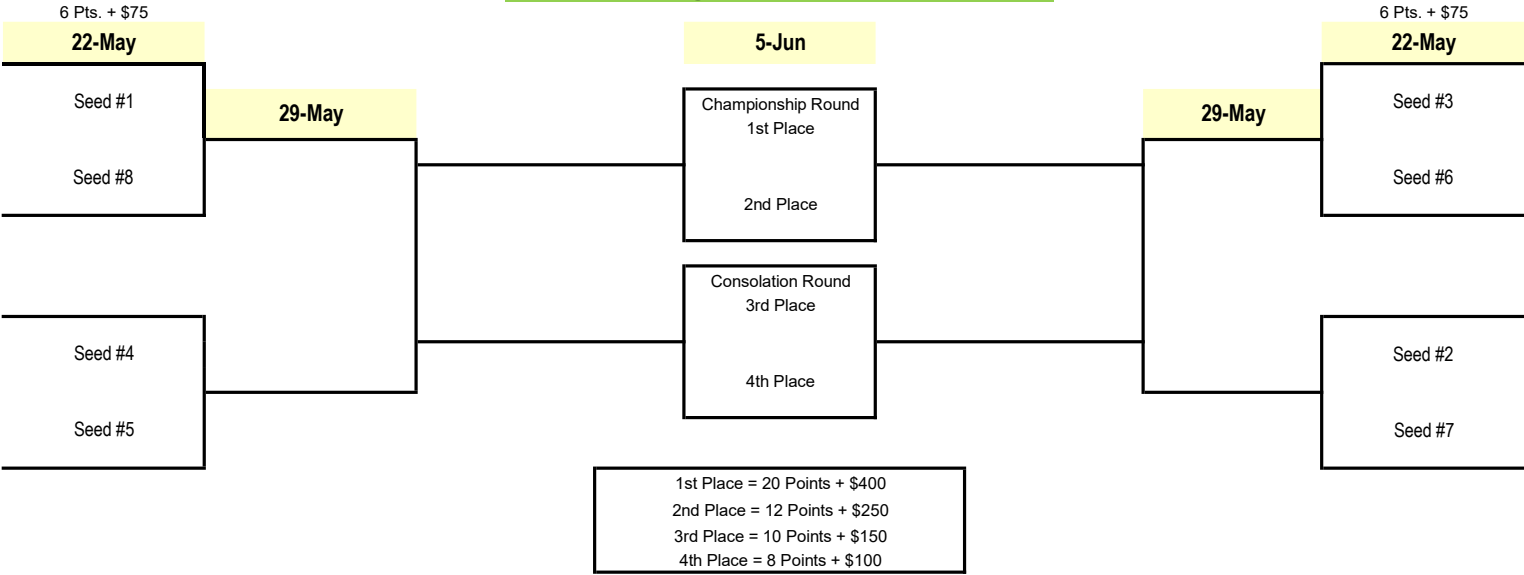 6 Pts. + $75
22-May
Seed #1
Seed #8
29-May
Seed #4
Seed #5
5-Jun
Championship Round
1st Place
2nd Place
Consolation Round
3rd Place
4th Place
1st Place = 20 Points + $400
2nd Place = 12 Points + $250
3rd Place = 10 Points + $150
4th Place = 8 Points + $100
29-May
6 Pts. + $75
22-May
Seed #3
Seed #6
Seed #2
Seed #7